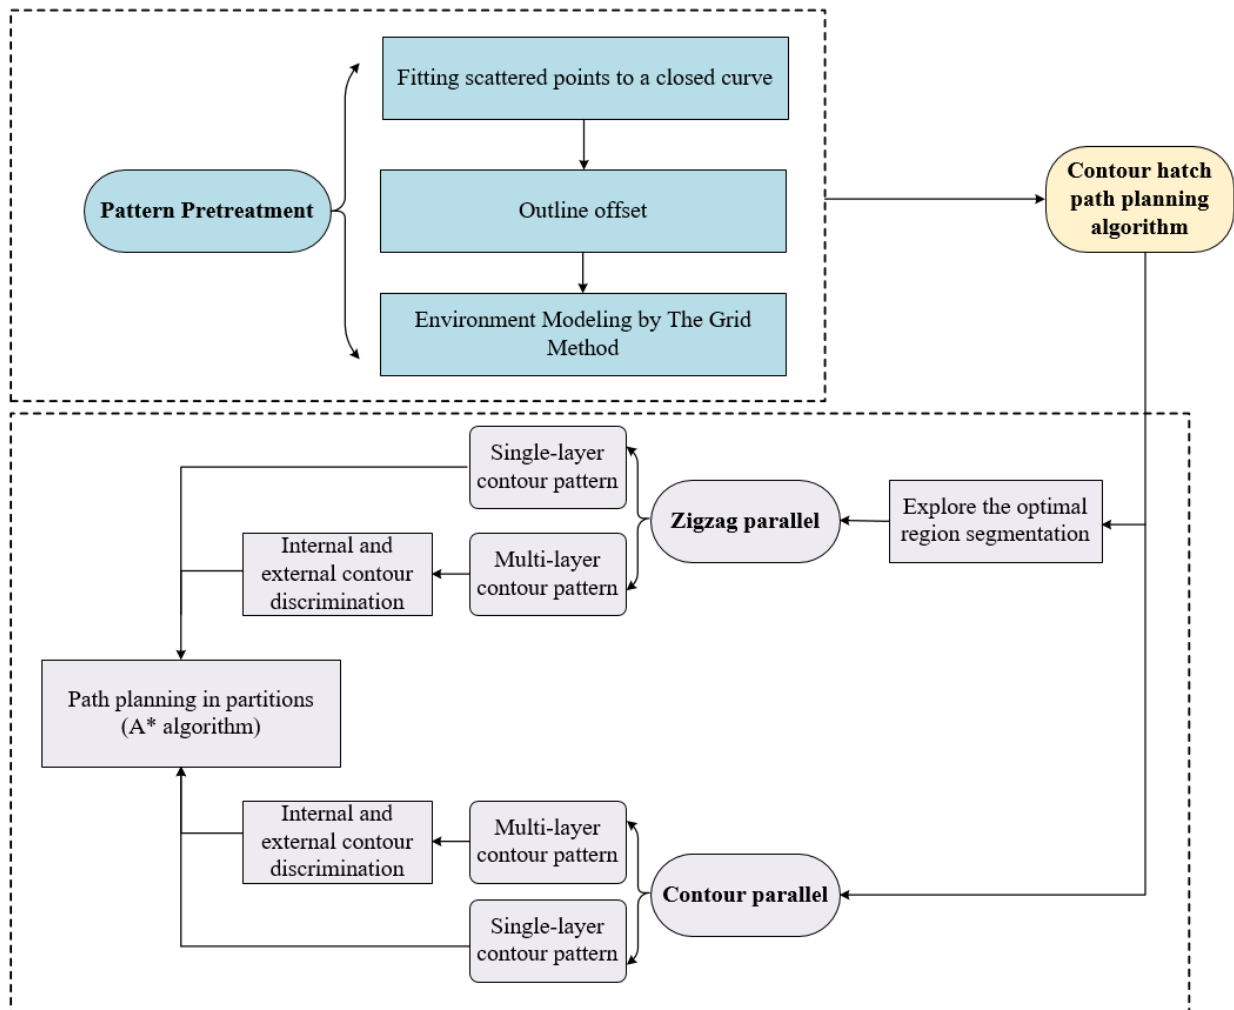 Fitting scattered points to a closed curve
Pattern Pretreatment
Outline offset
Environment Modeling by The Grid
Method
Contour hatch
path planning
algorithm
Single-layer
contour pattern
Zigzag parallel
Explore the optimal
region segmentation
Internal and
external contour
discrimination
Multi-layer
contour pattern
Path planning in partitions
(A* algorithm)
Internal and
external contour
discrimination
Multi-layer
contour pattern
Contour parallel
Single-layer
contour pattern